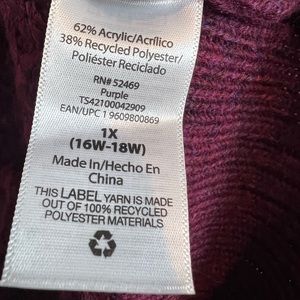 62% Acrylic/Acrílico
38% Recycled Polyester/
Poliéster Reciclado
RN# 52469
Purple
TS42100042909
EAN/UPC 1 9609800869
1X
(16W-18W)
Made In/Hecho En
China
THIS LABEL YARN IS MADE
OUT OF 100% RECYCLED
POLYESTER MATERIALS